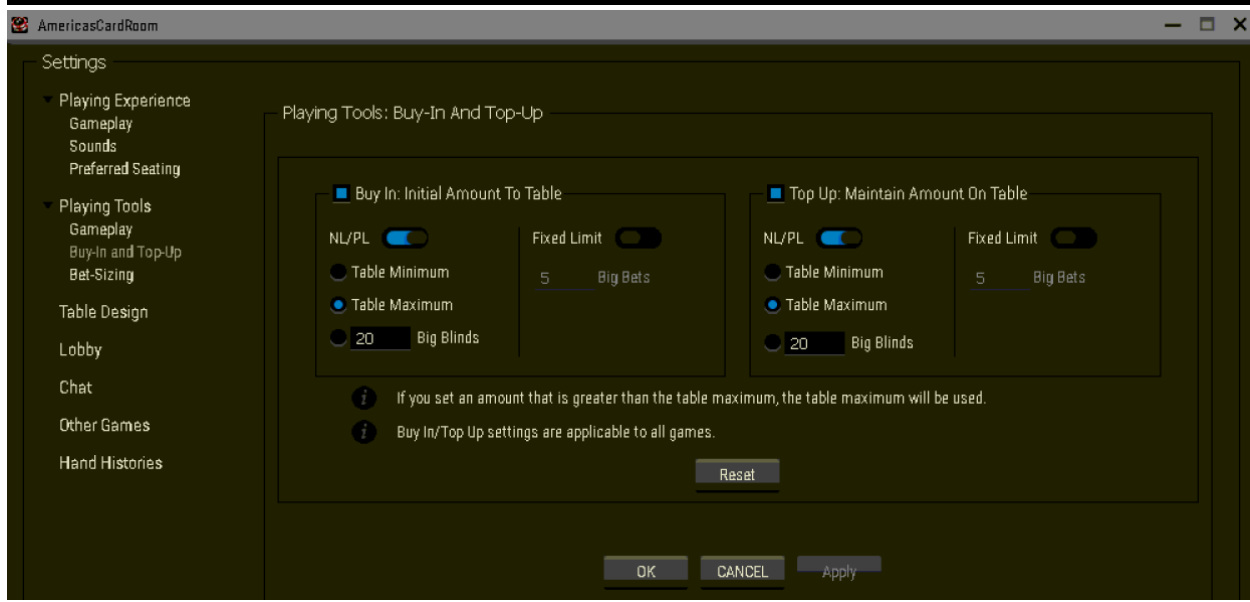 AmericasCardRoom
Settings
Playing Experience
Gameplay
Sounds
Preferred Seating
Playing Tools
Gameplay
Buy-In and Top-Up
Bet-Sizing
Table Design
Lobby
Chat
Other Games
Hand Histories
Playing Tools: Buy-In And Top-Up
Buy In: Initial Amount To Table
NL/PL
Table Minimum
Table Maximum
20 Big Blinds
Fixed Limit
5 Big Bets
Top Up: Maintain Amount On Table
NL/PL
Table Minimum
Table Maximum
20 Big Blinds
Fixed Limit
5 Big Bets
If you set an amount that is greater than the table maximum, the table maximum will be used.
Buy In/Top Up settings are applicable to all games.
Reset
OK CANCEL Apply